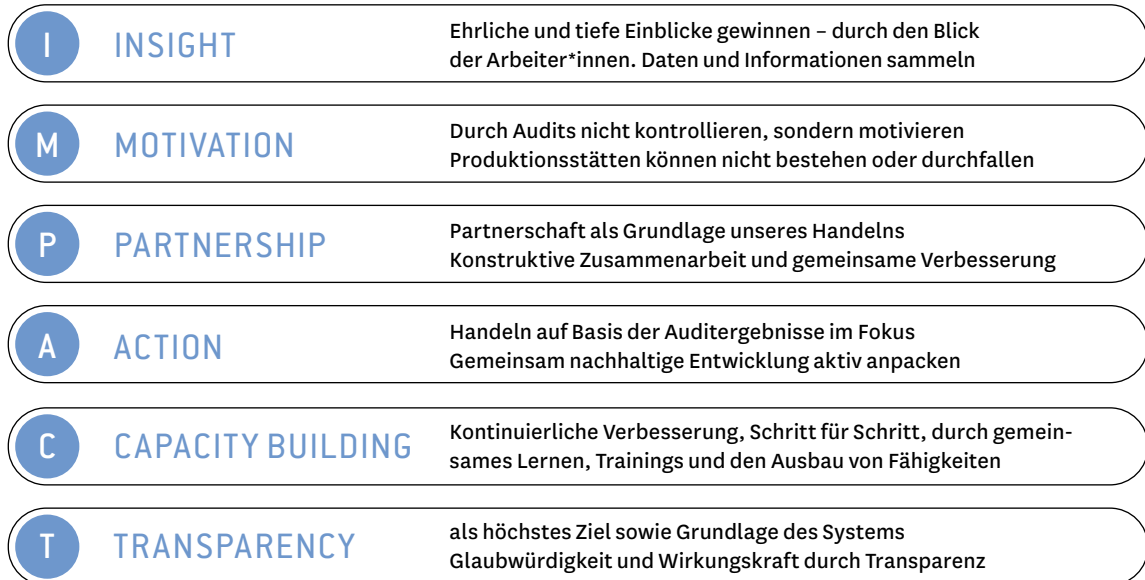 I INSIGHT
Ehrliche und tiefe Einblicke gewinnen – durch den Blick
der Arbeiter*innen. Daten und Informationen sammeln
M MOTIVATION
Durch Audits nicht kontrollieren, sondern motivieren
Produktionsstätten können nicht bestehen oder durchfallen
P PARTNERSHIP
Partnerschaft als Grundlage unseres Handelns
Konstruktive Zusammenarbeit und gemeinsame Verbesserung
A ACTION
Handeln auf Basis der Auditergebnisse im Fokus
Gemeinsam nachhaltige Entwicklung aktiv anpacken
C CAPACITY BUILDING
Kontinuierliche Verbesserung, Schritt für Schritt, durch gemein-
sames Lernen, Trainings und den Ausbau von Fähigkeiten
T TRANSPARENCY
als höchstes Ziel sowie Grundlage des Systems
Glaubwürdigkeit und Wirkungskraft durch Transparenz